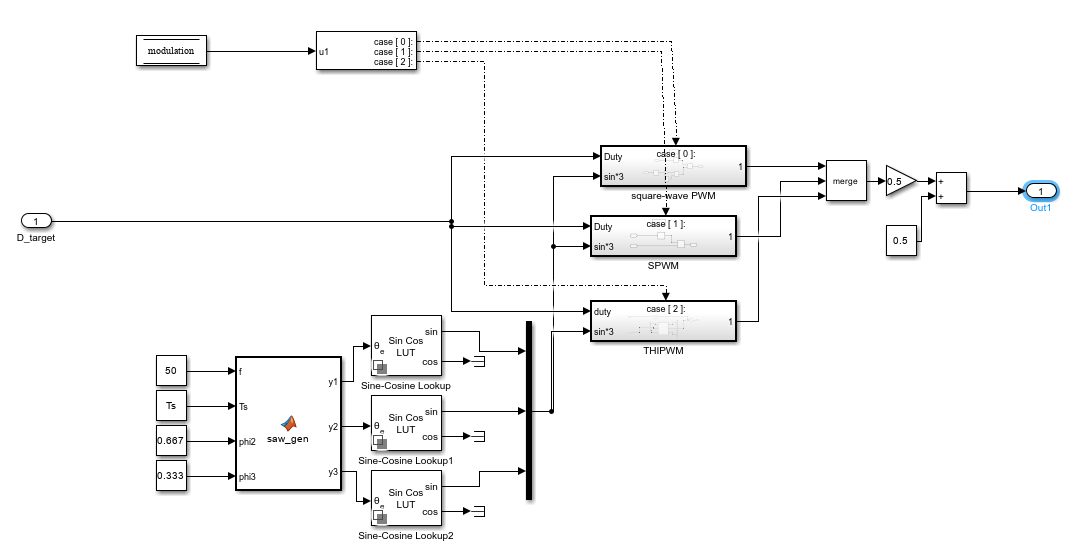 modulation
u1
case [ 0 ]:
case [ 1 ]:
case [ 2 ]:
Duty
case [ 0 ]:
1
sin*3
square-wave PWM
merge
0.5
+
+
1
Out1
1
D_target
Duty
case [ 1 ]:
1
sin*3
SPWM
0.5
duty
case [ 2 ]:
1
sin*3
THIPWM
50
Ts
0.667
0.333
f
Ts
phi2
phi3
saw_gen
y1
y2
y3
θe
Sin Cos
LUT
sin
cos
Sine-Cosine Lookup
Sin Cos
LUT
sin
cos
Sine-Cosine Lookup1
Sin Cos
LUT
sin
cos
Sine-Cosine Lookup2